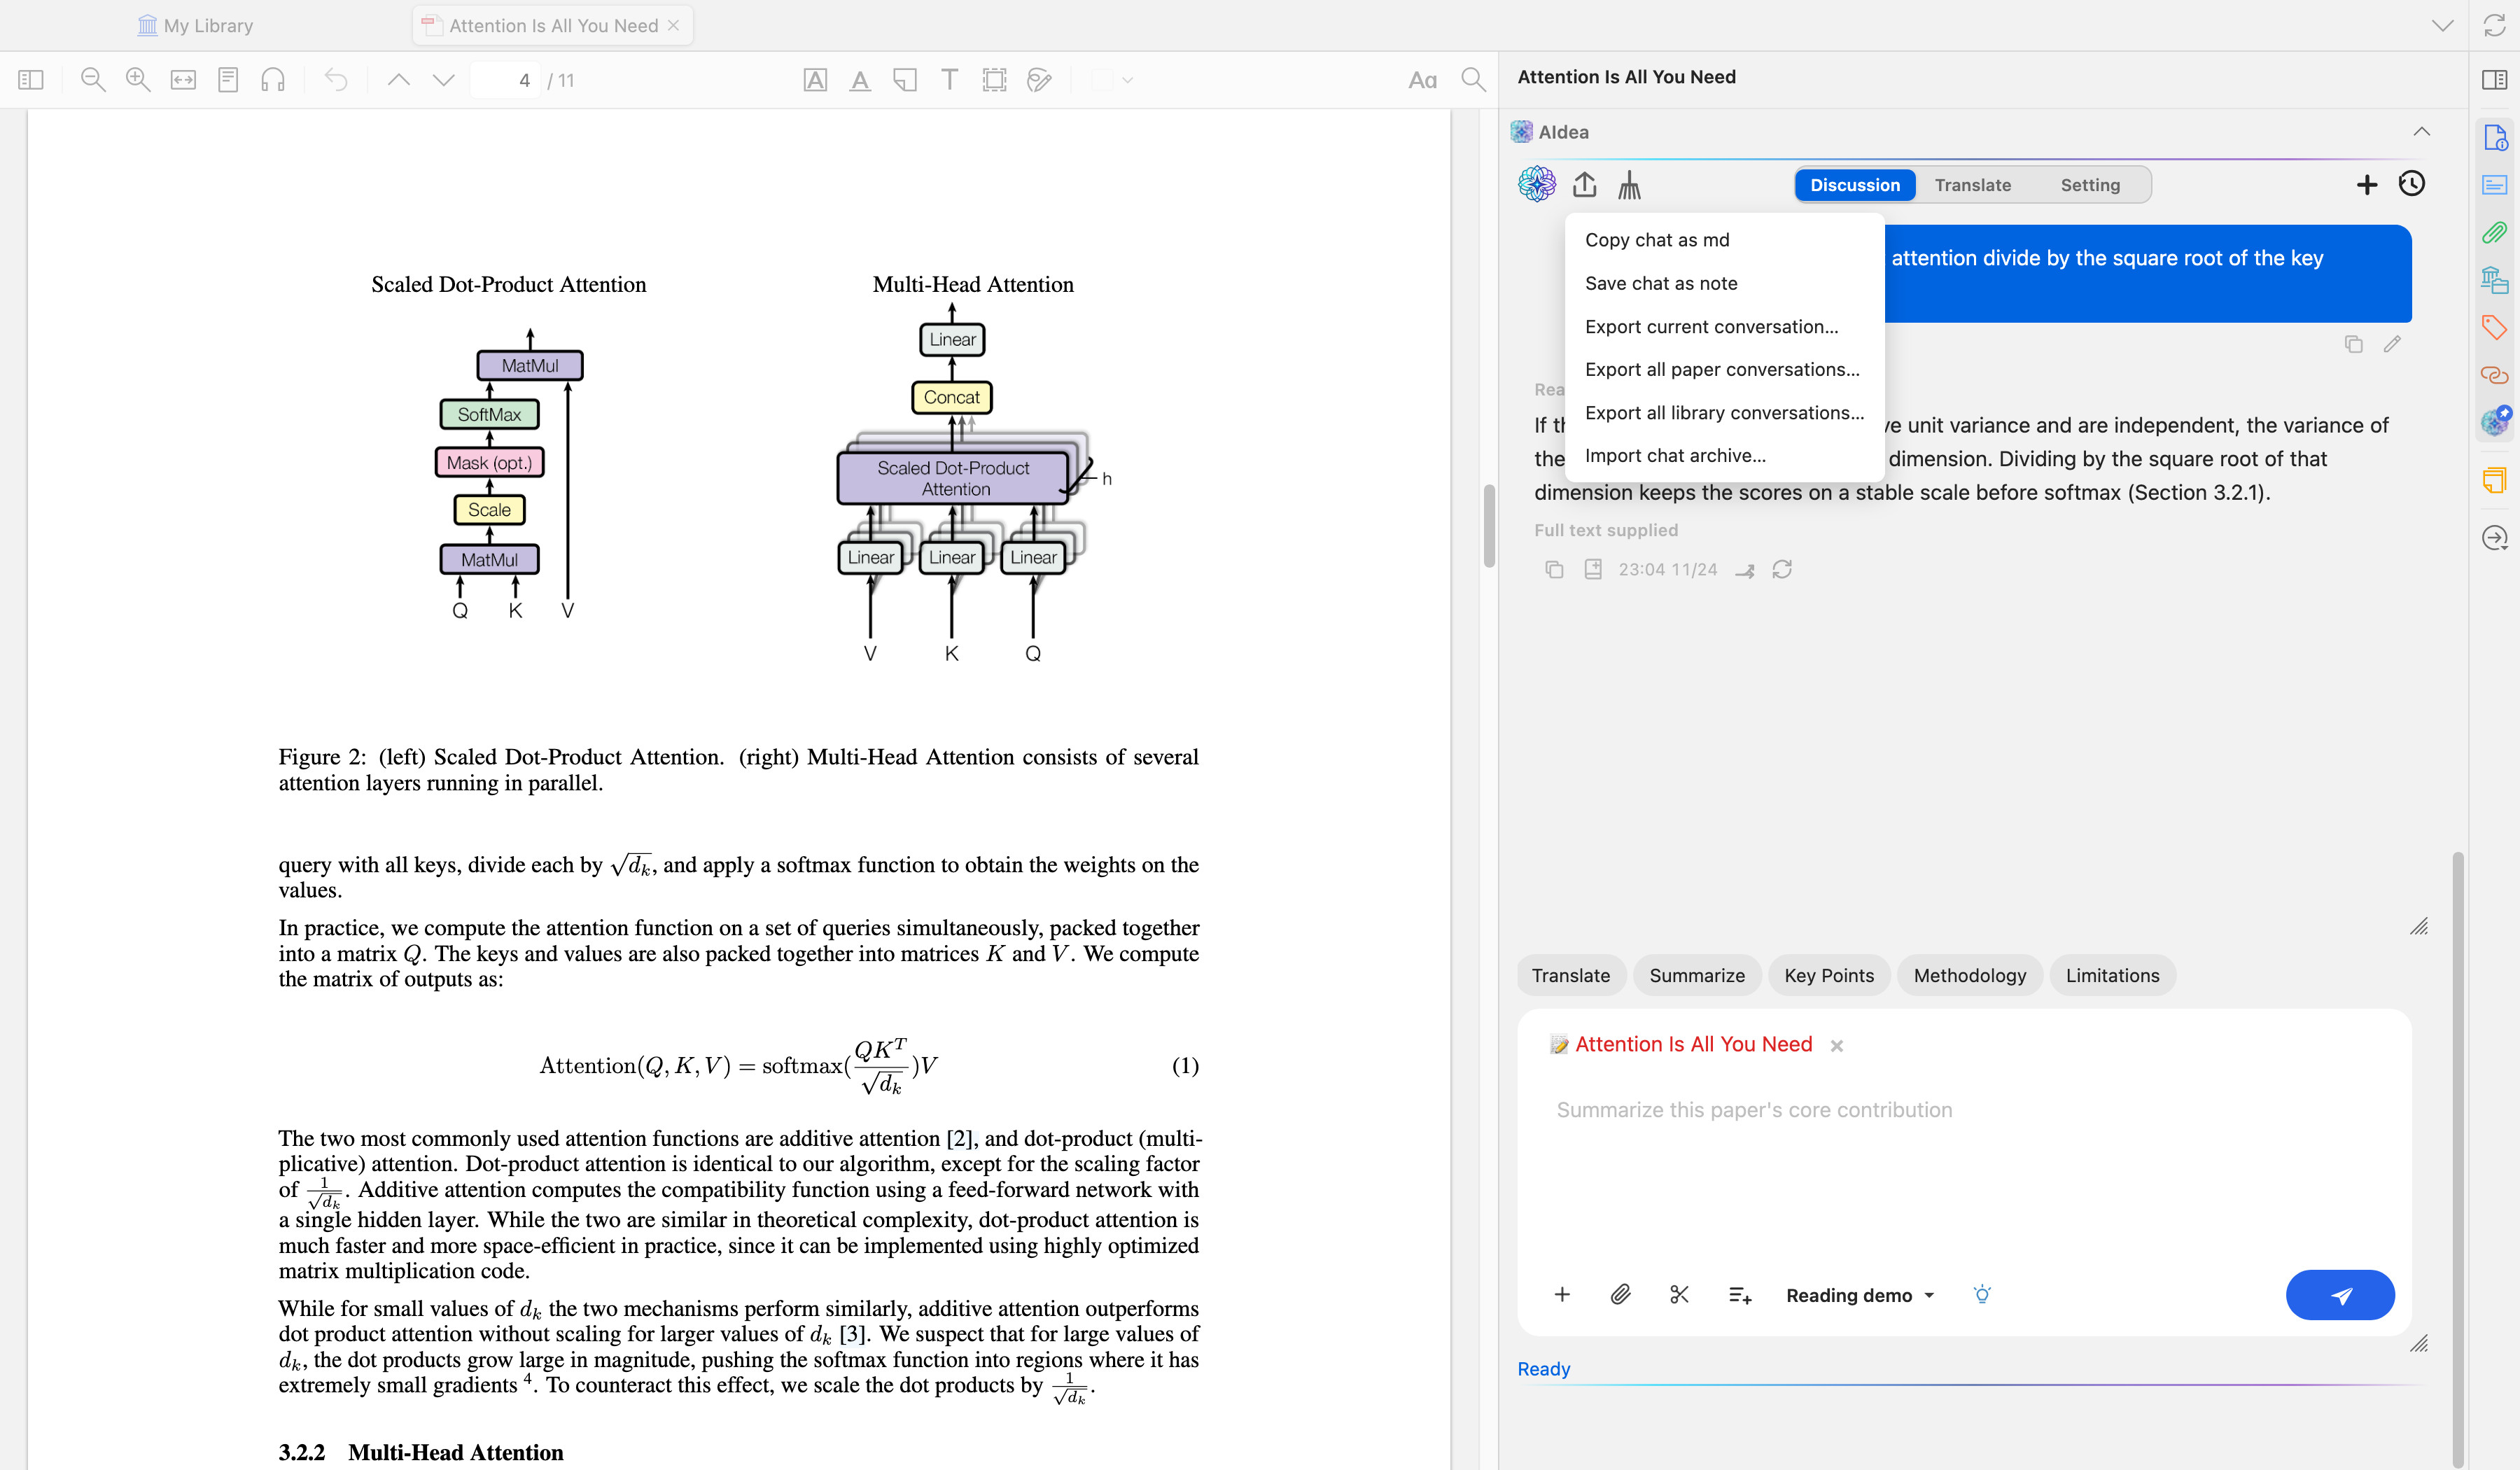 My Library
Attention Is All You Need
4 / 11
Aa
Scaled Dot-Product Attention
MatMul
SoftMax
Mask (opt.)
Scale
MatMul
Q K V
Multi-Head Attention
Linear
Concat
Scaled Dot-Product
Attention
h
Linear Linear Linear
V K Q
Figure 2: (left) Scaled Dot-Product Attention. (right) Multi-Head Attention consists of several
attention layers running in parallel.
query with all keys, divide each by √dk, and apply a softmax function to obtain the weights on the
values.
In practice, we compute the attention function on a set of queries simultaneously, packed together
into a matrix Q. The keys and values are also packed together into matrices K and V. We compute
the matrix of outputs as:
Attention(Q, K, V) = softmax(QK^T/√dk)V (1)
The two most commonly used attention functions are additive attention [2], and dot-product (multi-
plicative) attention. Dot-product attention is identical to our algorithm, except for the scaling factor
of 1/√dk. Additive attention computes the compatibility function using a feed-forward network with
a single hidden layer. While the two are similar in theoretical complexity, dot-product attention is
much faster and more space-efficient in practice, since it can be implemented using highly optimized
matrix multiplication code.
While for small values of dk the two mechanisms perform similarly, additive attention outperforms
dot product attention without scaling for larger values of dk [3]. We suspect that for large values of
dk, the dot products grow large in magnitude, pushing the softmax function into regions where it has
extremely small gradients 4. To counteract this effect, we scale the dot products by 1/√dk.
3.2.2 Multi-Head Attention
Attention Is All You Need
AIdea
Discussion Translate Setting
Copy chat as md
Save chat as note
Export current conversation...
Export all paper conversations...
Export all library conversations...
Import chat archive...
attention divide by the square root of the key
If unit variance and are independent, the variance of
the dimension. Dividing by the square root of that
dimension keeps the scores on a stable scale before softmax (Section 3.2.1).
Full text supplied
23:04 11/24
Translate Summarize Key Points Methodology Limitations
Attention Is All You Need
Summarize this paper's core contribution
Reading demo
Ready